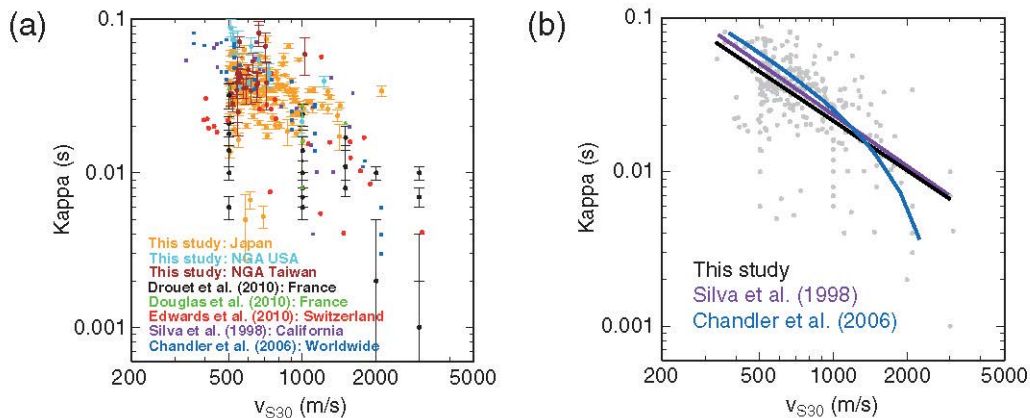 (a)
0.1
0.01
0.001
Kappa (s)
This study: Japan
This study: NGA USA
This study: NGA Taiwan
Drouet et al. (2010): France
Douglas et al. (2010): France
Edwards et al. (2010): Switzerland
Silva et al. (1998): California
Chandler et al. (2006): Worldwide
200 500 1000 2000 5000
vS30 (m/s)
(b)
0.1
0.01
0.001
Kappa (s)
This study
Silva et al. (1998)
Chandler et al. (2006)
200 500 1000 2000 5000
vS30 (m/s)